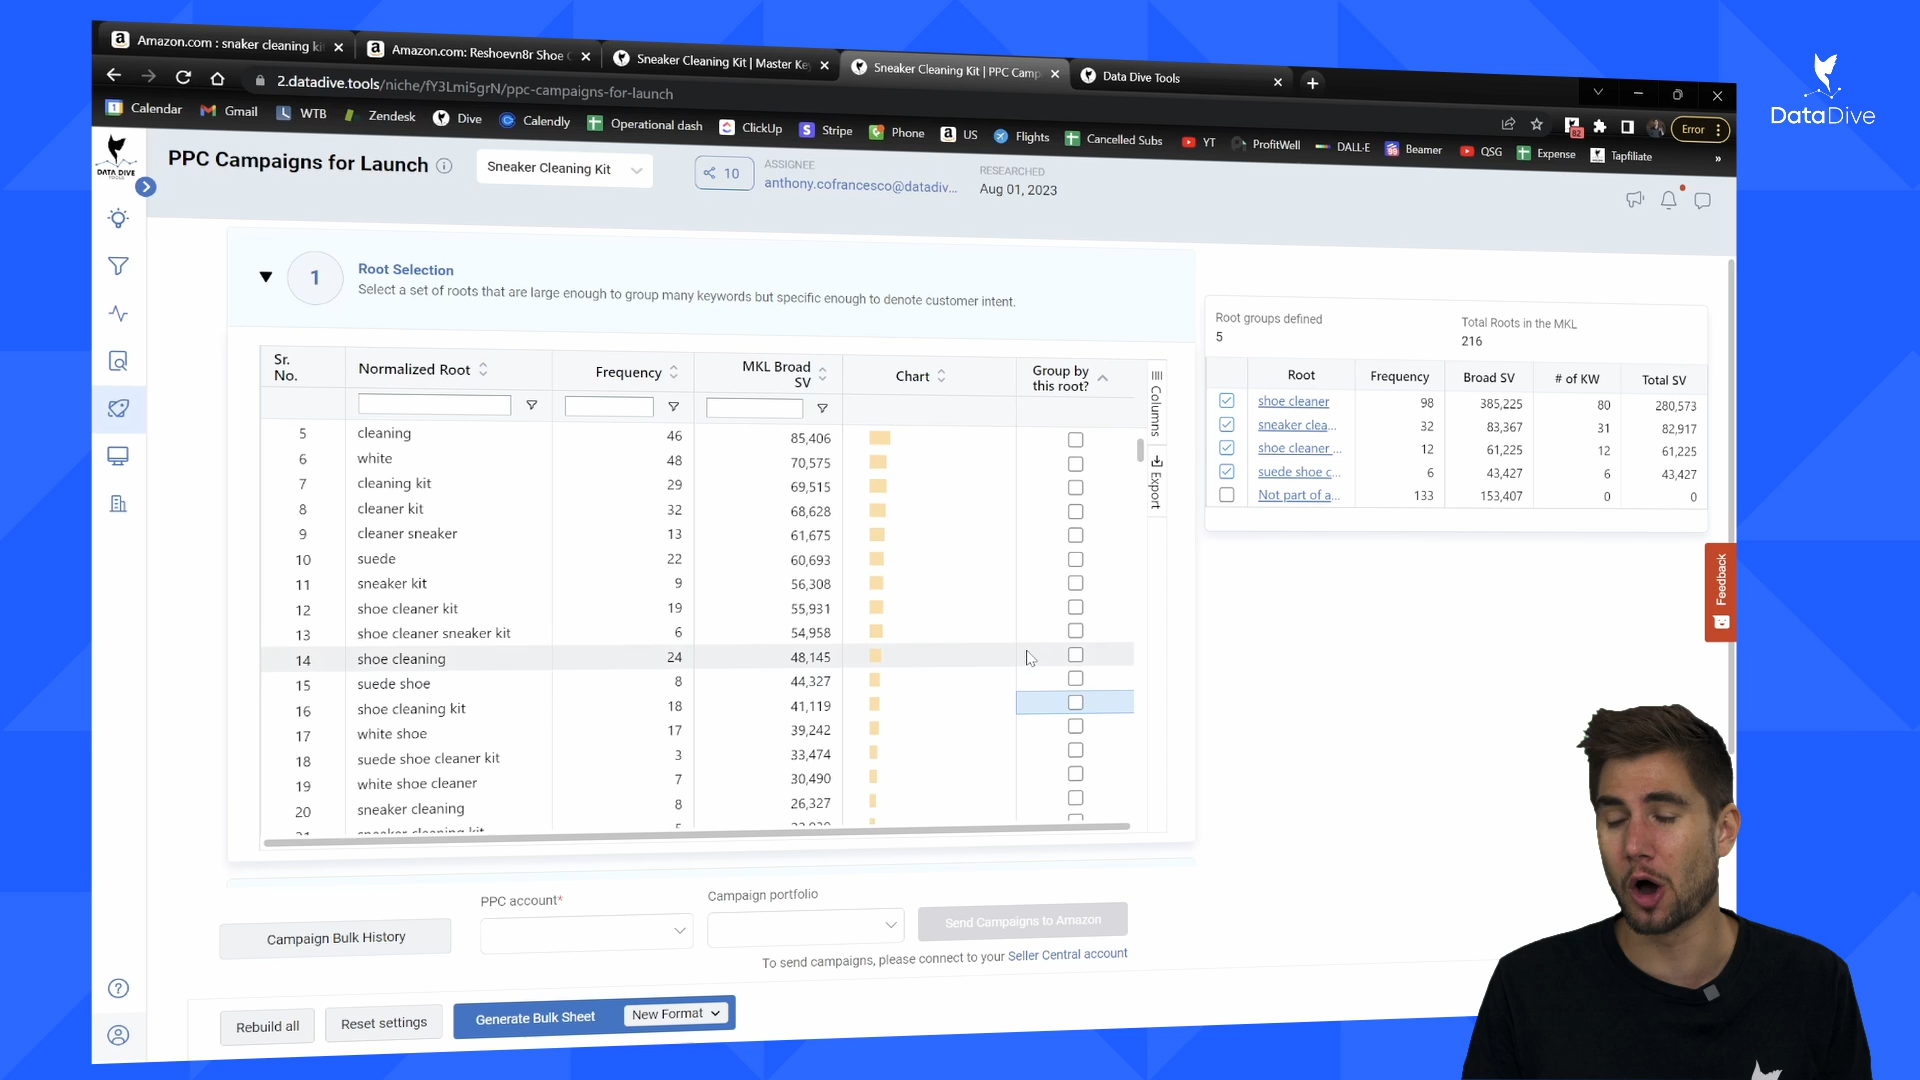 Amazon.com : snaker cleaning ki
Amazon.com: Reshoevn8r Shoe C
Sneaker Cleaning Kit | Master Ke
Sneaker Cleaning Kit | PPC Camp
Data Dive Tools
2.datadive.tools/niche/fY3Lmi5grN/ppc-campaigns-for-launch
Calendar
Gmail
WTB
Zendesk
Dive
Calendly
Operational dash
ClickUp
Stripe
Phone
US
Flights
Cancelled Subs
YT
ProfitWell
DALL·E
Beamer
QSG
Expense
Tapfiliate
82
Error
DataDive
DATA DIVE
TOOLS
PPC Campaigns for Launch
Sneaker Cleaning Kit
10
ASSIGNEE
anthony.cofrancesco@datadiv...
RESEARCHED
Aug 01, 2023
1
Root Selection
Select a set of roots that are large enough to group many keywords but specific enough to denote customer intent.
Sr. No. Normalized Root Frequency MKL Broad SV Chart Group by this root?
5 cleaning 46 85,406
6 white 48 70,575
7 cleaning kit 29 69,515
8 cleaner kit 32 68,628
9 cleaner sneaker 13 61,675
10 suede 22 60,693
11 sneaker kit 9 56,308
12 shoe cleaner kit 19 55,931
13 shoe cleaner sneaker kit 6 54,958
14 shoe cleaning 24 48,145
15 suede shoe 8 44,327
16 shoe cleaning kit 18 41,119
17 white shoe 17 39,242
18 suede shoe cleaner kit 3 33,474
19 white shoe cleaner 7 30,490
20 sneaker cleaning 8 26,327
Columns
Export
Root groups defined
5
Total Roots in the MKL
216
Root Frequency Broad SV # of KW Total SV
shoe cleaner 98 385,225 80 280,573
sneaker clea... 32 83,367 31 82,917
shoe cleaner ... 12 61,225 12 61,225
suede shoe c... 6 43,427 6 43,427
Not part of a... 133 153,407 0 0
Feedback
Campaign Bulk History
PPC account*
Campaign portfolio
Send Campaigns to Amazon
To send campaigns, please connect to your Seller Central account
Rebuild all
Reset settings
Generate Bulk Sheet
New Format